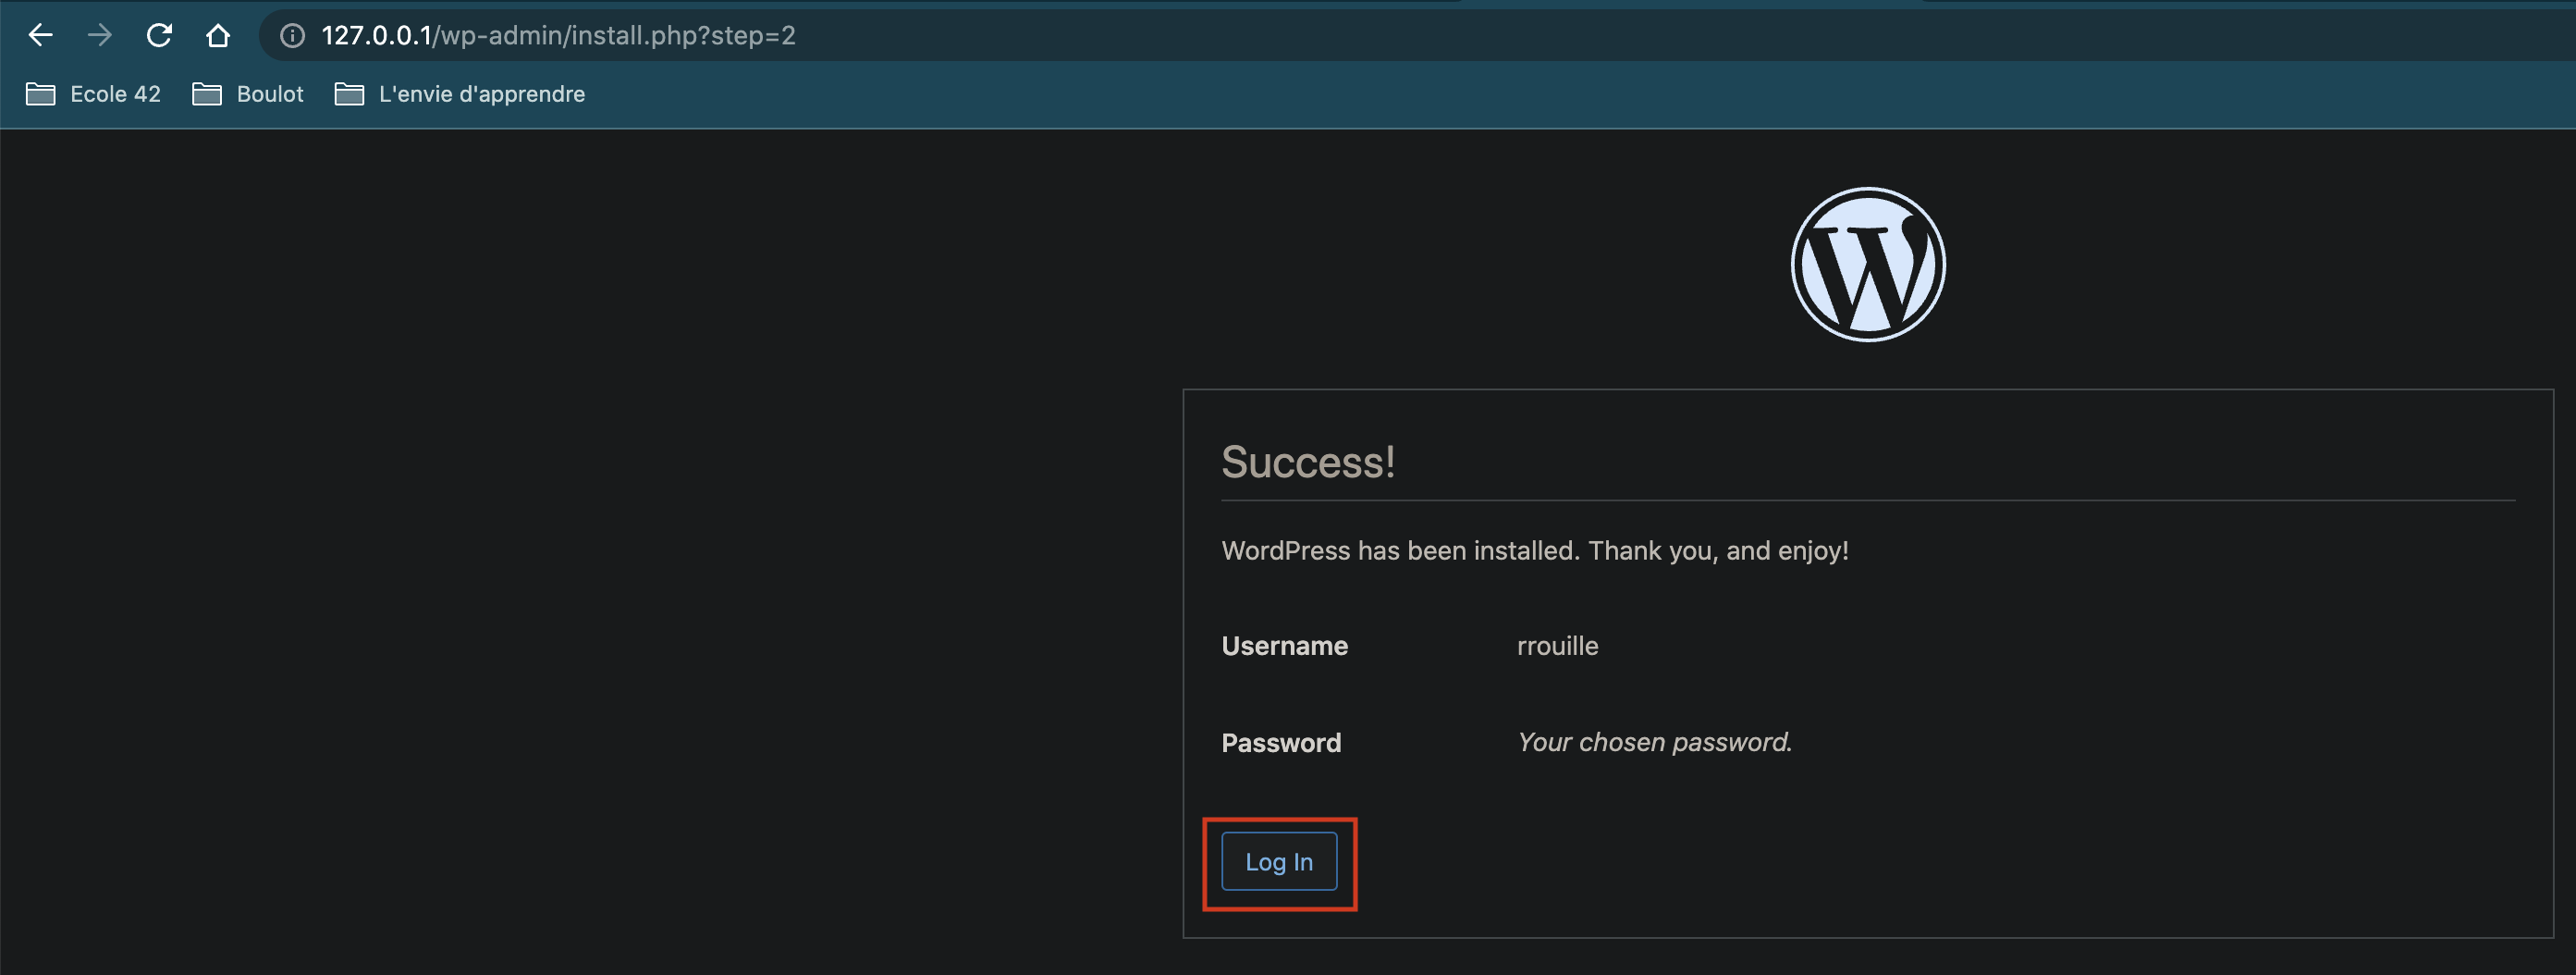 127.0.0.1/wp-admin/install.php?step=2
Ecole 42 Boulot L'envie d'apprendre
W
Success!
WordPress has been installed. Thank you, and enjoy!
Username rrouille
Password Your chosen password.
Log In